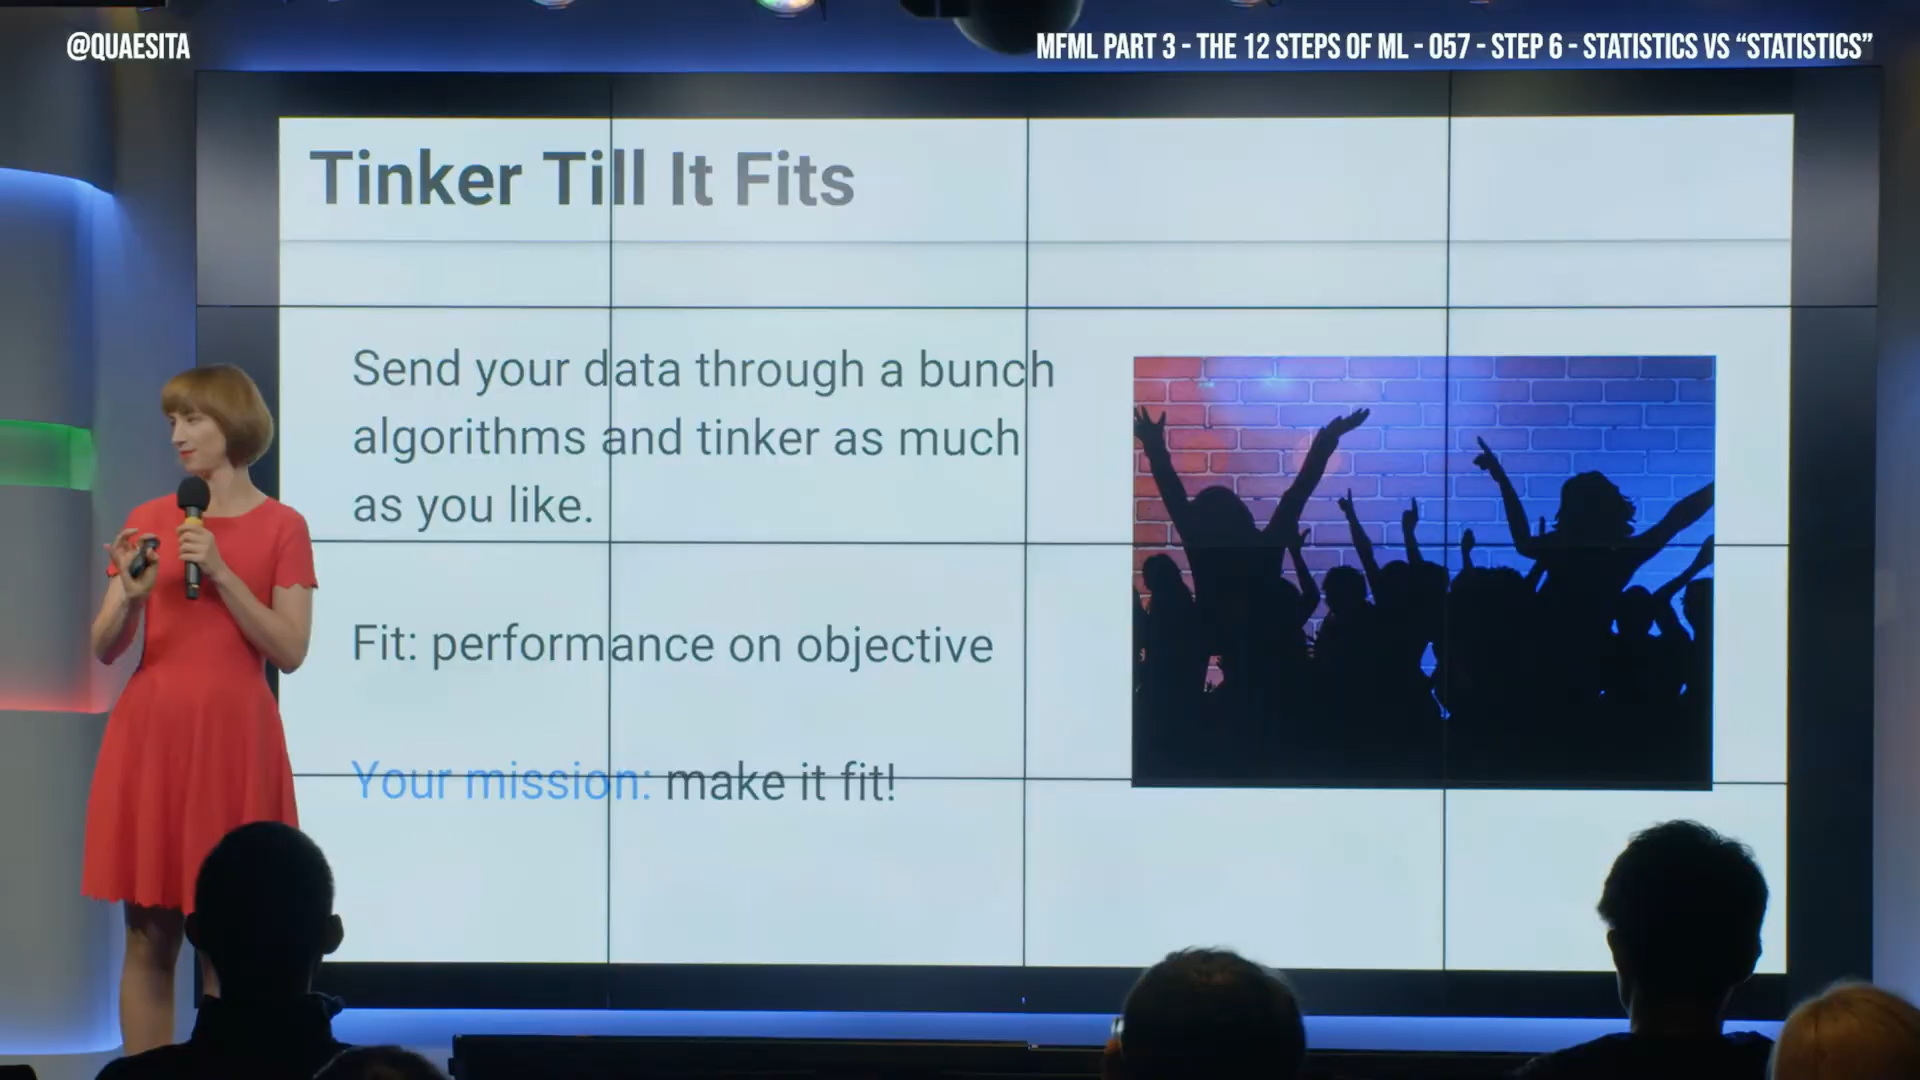 @QUAESITA
MFML PART 3 - THE 12 STEPS OF ML - 057 - STEP 6 - STATISTICS VS “STATISTICS”
Tinker Till It Fits
Send your data through a bunch
algorithms and tinker as much
as you like.
Fit: performance on objective
Your mission: make it fit!